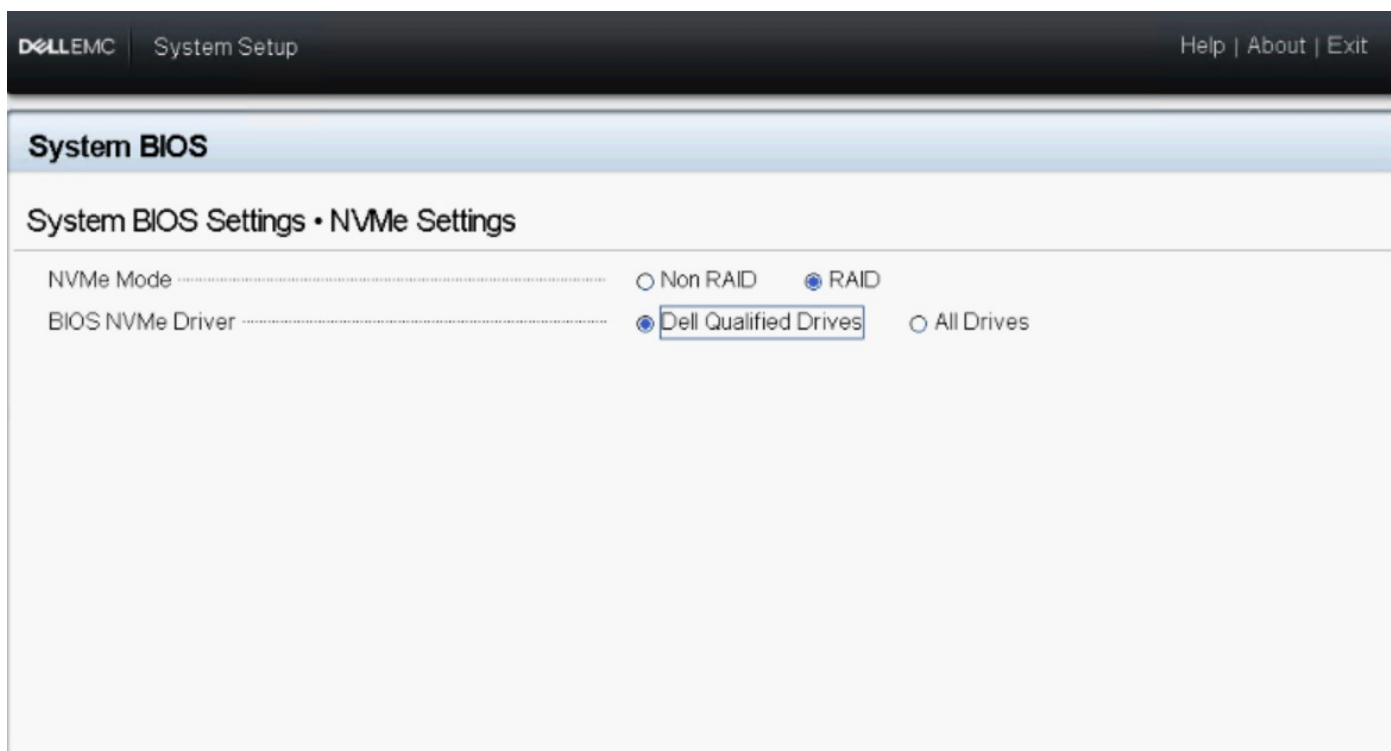 DELLEMC System Setup Help | About | Exit
System BIOS
System BIOS Settings • NVMe Settings
NVMe Mode Non RAID RAID
BIOS NVMe Driver Dell Qualified Drives All Drives